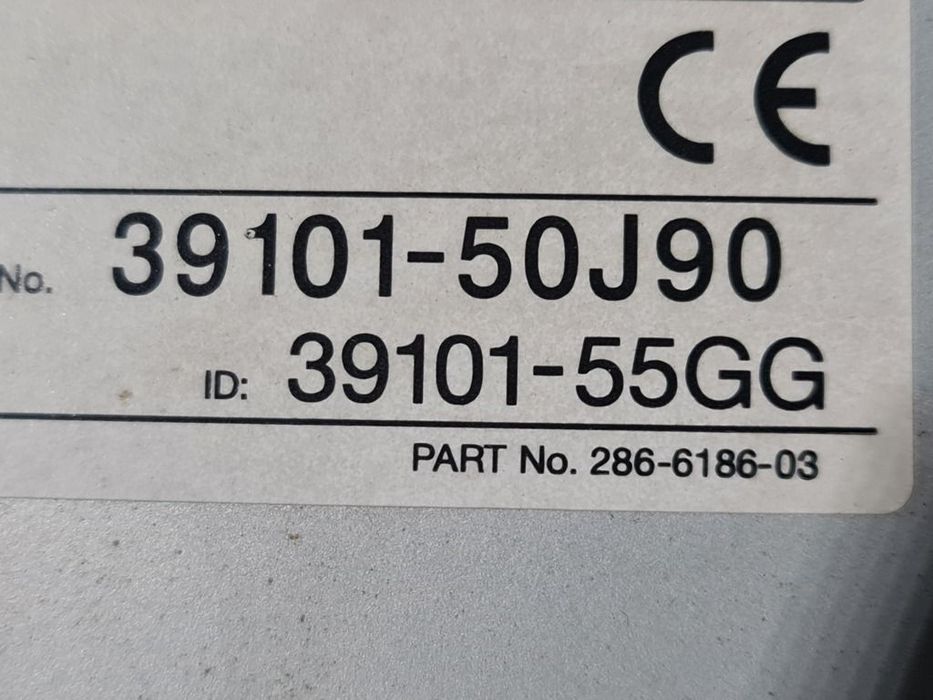 CE
No. 39101-50J90
ID: 39101-55GG
PART No. 286-6186-03